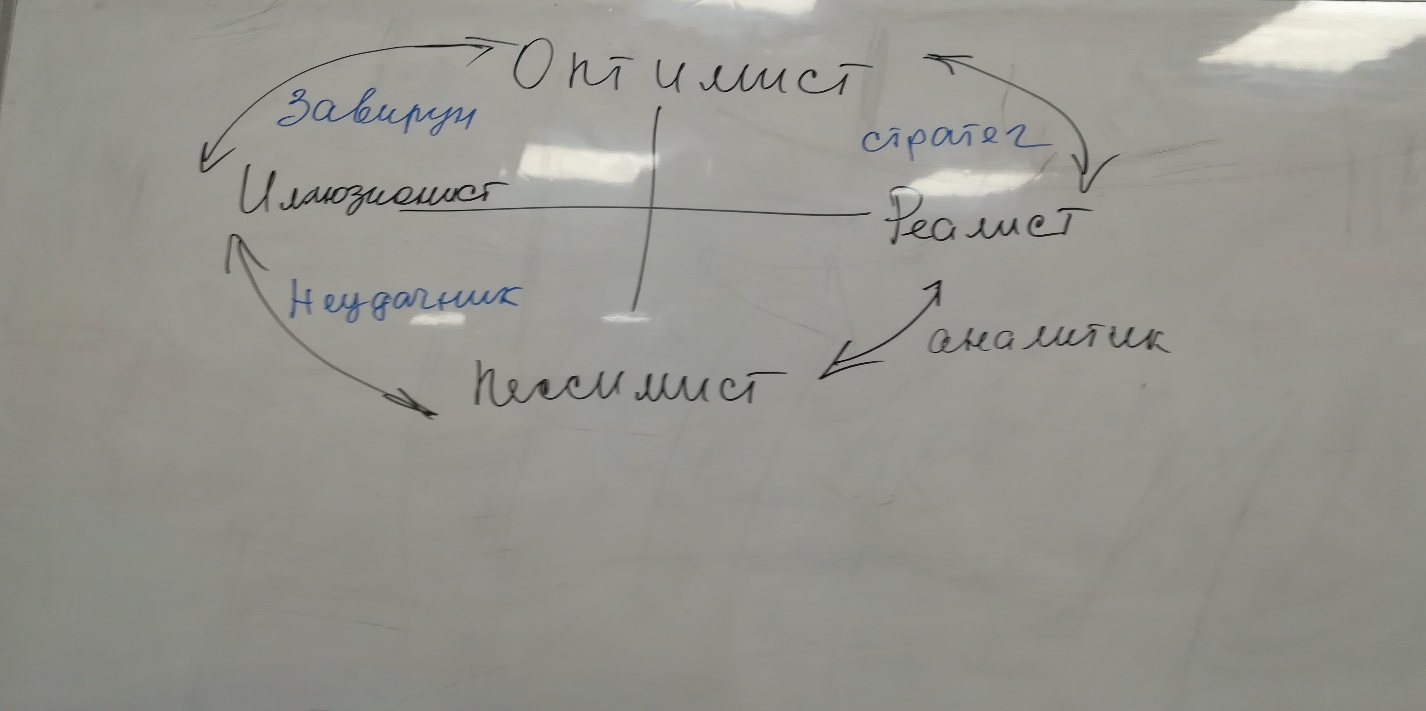 Оптимист
Завирун
стратег
Иллюзионист
Реалист
Неудачник
аналитик
Пессимист